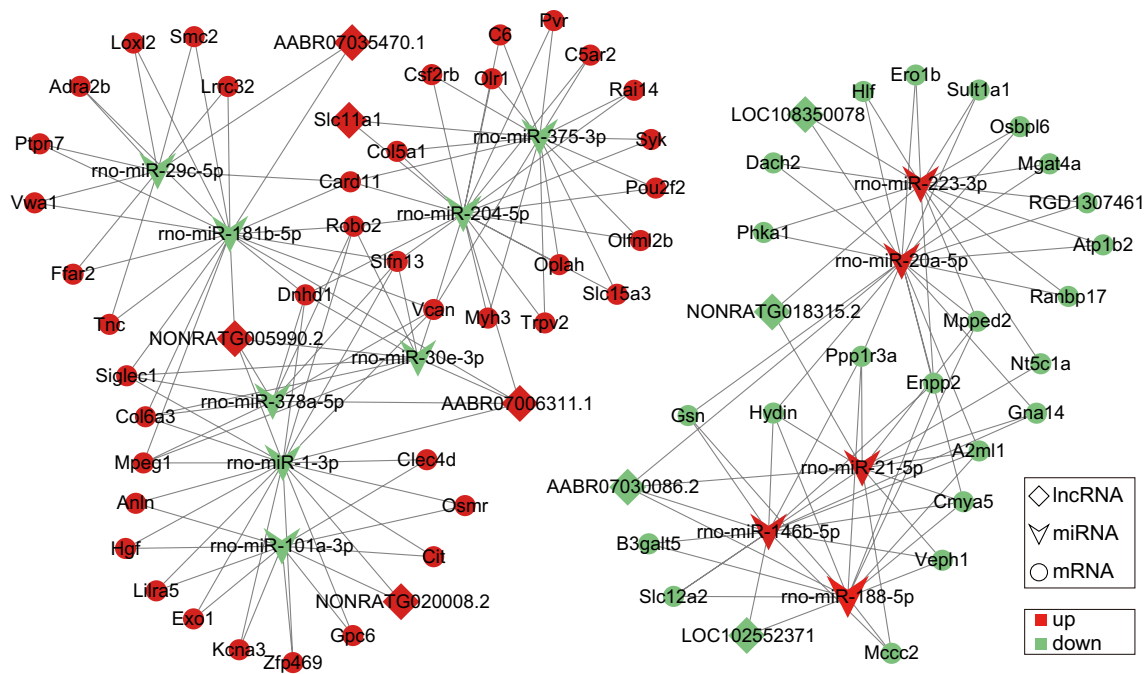 C6
Pvr
Loxl2
Smc2
AABR07035470.1
C5ar2
Csf2rb
Olr1
Adra2b
Lrrc32
Rai14
Slc11a1
rno-miR-375-3p
Syk
Ptpn7
Col5a1
rno-miR-29c-5p
Card11
Pou2f2
Vwa1
rno-miR-204-5p
Robo2
rno-miR-181b-5p
Olfml2b
Slfn13
Oplah
Ffar2
Slc15a3
Dnhd1
Vcan
Myh3
Trpv2
Tnc
NONRATG005990.2
rno-miR-30e-3p
Siglec1
rno-miR-378a-5p
AABR07006311.1
Col6a3
Mpeg1
rno-miR-1-3p
Clec4d
Anln
Osmr
Hgf
rno-miR-101a-3p
Cit
Lilra5
NONRATG020008.2
Exo1
Kcna3
Zfp469
Gpc6
Ero1b
Hlf
Sult1a1
LOC108350078
Osbpl6
Dach2
Mgat4a
rno-miR-223-3p
RGD1307461
Phka1
Atp1b2
rno-miR-20a-5p
Ranbp17
NONRATG018315.2
Mpped2
Ppp1r3a
Nt5c1a
Enpp2
Gsn
Hydin
Gna14
A2ml1
rno-miR-21-5p
AABR07030086.2
Cmya5
rno-miR-146b-5p
B3galt5
Veph1
Slc12a2
rno-miR-188-5p
LOC102552371
Mccc2
lncRNA
miRNA
mRNA
up
down